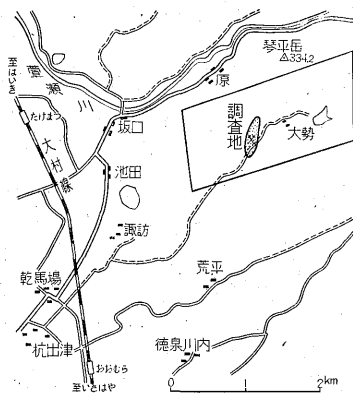 琴平岳
△334.2
至はいき
萱瀬川
原
たけまつ
坂口
調査地
大勢
大村線
池田
諏訪
荒平
乾馬場
杭出津
徳泉川内
おおむら
至いさはや
0 1 2km